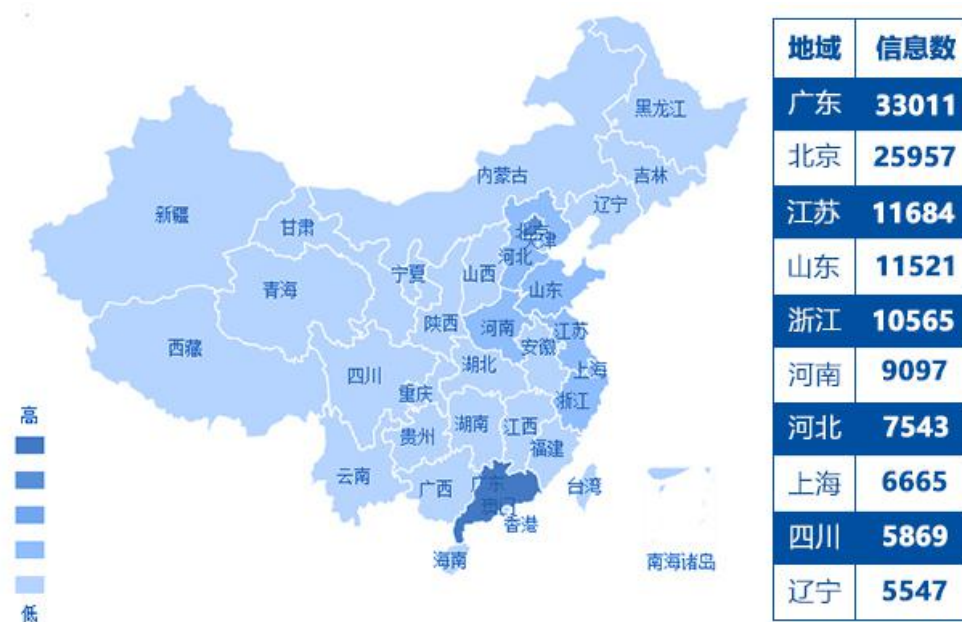 黑龙江
内蒙古
吉林
新疆
辽宁
甘肃
北京
天津
河北
宁夏
山西
青海
山东
陕西
河南
江苏
西藏
安徽
湖北
四川
上海
重庆
浙江
湖南
江西
贵州
福建
云南
广西
广东
台湾
澳门
香港
海南
南海诸岛
高
低
地域 信息数
广东 33011
北京 25957
江苏 11684
山东 11521
浙江 10565
河南 9097
河北 7543
上海 6665
四川 5869
辽宁 5547